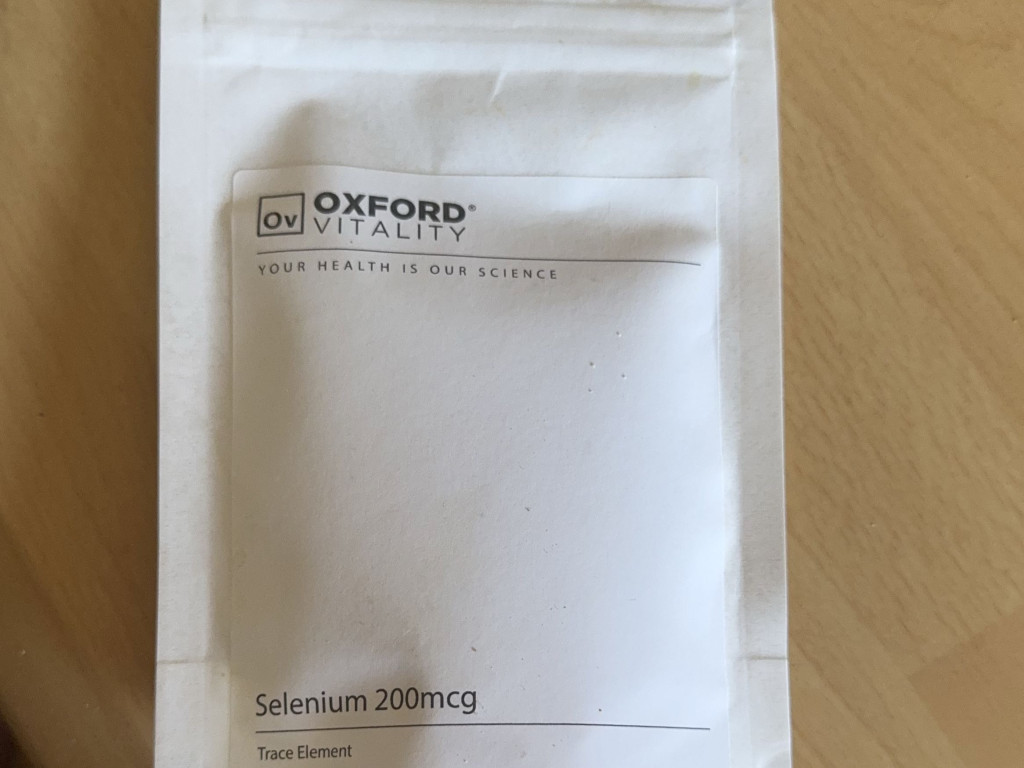 Ov OXFORD®
VITALITY
YOUR HEALTH IS OUR SCIENCE
Selenium 200mcg
Trace Element